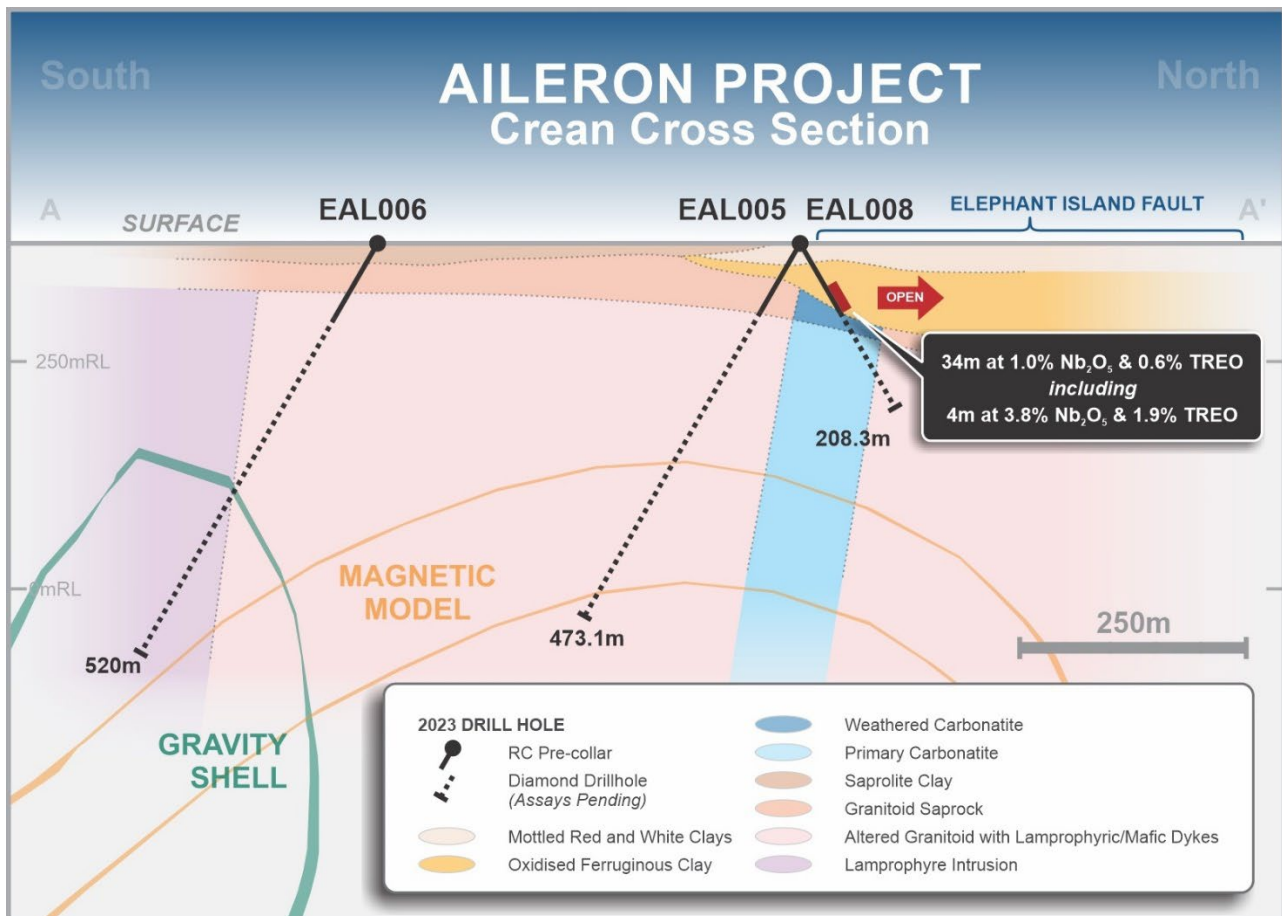 South
AILERON PROJECT
North
Crean Cross Section
A
SURFACE
EAL006
EAL005
EAL008
ELEPHANT ISLAND FAULT
A'
OPEN
250mRL
34m at 1.0% Nb₂O₅ & 0.6% TREO
including
4m at 3.8% Nb₂O₅ & 1.9% TREO
208.3m
0mRL
MAGNETIC
MODEL
250m
473.1m
520m
GRAVITY
SHELL
2023 DRILL HOLE
RC Pre-collar
Diamond Drillhole
(Assays Pending)
Mottled Red and White Clays
Oxidised Ferruginous Clay
Weathered Carbonatite
Primary Carbonatite
Saprolite Clay
Granitoid Saprock
Altered Granitoid with Lamprophyric/Mafic Dykes
Lamprophyre Intrusion